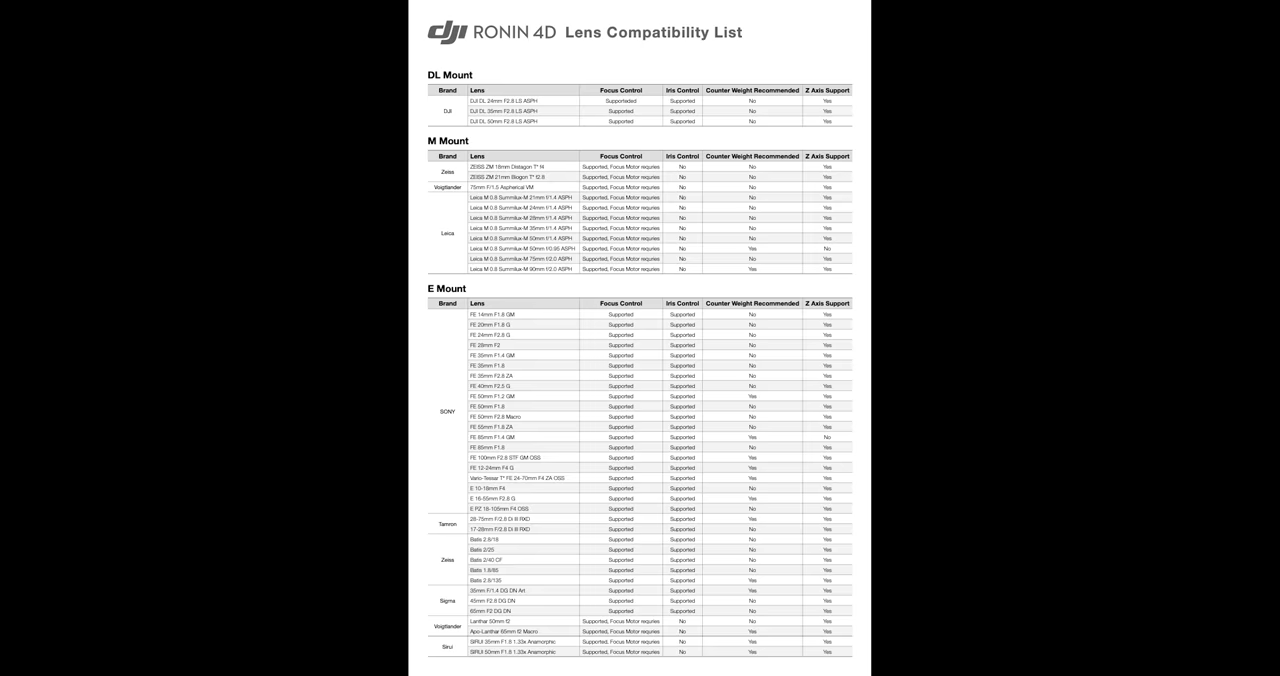 dji RONIN 4D Lens Compatibility List
DL Mount
Brand Lens Focus Control Iris Control Counter Weight Recommended Z Axis Support
DJI
DJI DL 24mm F2.8 LS ASPH Supporteded Supported No Yes
DJI DL 35mm F2.8 LS ASPH Supported Supported No Yes
DJI DL 50mm F2.8 LS ASPH Supported Supported No Yes
M Mount
Brand Lens Focus Control Iris Control Counter Weight Recommended Z Axis Support
Zeiss
ZEISS ZM 18mm Distagon T* f4 Supported, Focus Motor requries No No Yes
ZEISS ZM 21mm Biogon T* f2.8 Supported, Focus Motor requries No No Yes
Voigtlander 75mm F/1.5 Aspherical VM Supported, Focus Motor requries No No Yes
Leica
Leica M 0.8 Summilux-M 21mm f/1.4 ASPH Supported, Focus Motor requries No No Yes
Leica M 0.8 Summilux-M 24mm f/1.4 ASPH Supported, Focus Motor requries No No Yes
Leica M 0.8 Summilux-M 28mm f/1.4 ASPH Supported, Focus Motor requries No No Yes
Leica M 0.8 Summilux-M 35mm f/1.4 ASPH Supported, Focus Motor requries No No Yes
Leica M 0.8 Summilux-M 50mm f/1.4 ASPH Supported, Focus Motor requries No No Yes
Leica M 0.8 Summilux-M 50mm f/0.95 ASPH Supported, Focus Motor requries No Yes No
Leica M 0.8 Summilux-M 75mm f/2.0 ASPH Supported, Focus Motor requries No No Yes
Leica M 0.8 Summilux-M 90mm f/2.0 ASPH Supported, Focus Motor requries No Yes Yes
E Mount
Brand Lens Focus Control Iris Control Counter Weight Recommended Z Axis Support
SONY
FE 14mm F1.8 GM Supported Supported No Yes
FE 20mm F1.8 G Supported Supported No Yes
FE 24mm F2.8 G Supported Supported No Yes
FE 28mm F2 Supported Supported No Yes
FE 35mm F1.4 GM Supported Supported No Yes
FE 35mm F1.8 Supported Supported No Yes
FE 35mm F2.8 ZA Supported Supported No Yes
FE 40mm F2.5 G Supported Supported No Yes
FE 50mm F1.2 GM Supported Supported Yes Yes
FE 50mm F1.8 Supported Supported No Yes
FE 50mm F2.8 Macro Supported Supported No Yes
FE 55mm F1.8 ZA Supported Supported No Yes
FE 85mm F1.4 GM Supported Supported Yes No
FE 85mm F1.8 Supported Supported No Yes
FE 100mm F2.8 STF GM OSS Supported Supported Yes Yes
FE 12-24mm F4 G Supported Supported Yes Yes
Vario-Tessar T* FE 24-70mm F4 ZA OSS Supported Supported Yes Yes
E 10-18mm F4 Supported Supported No Yes
E 16-55mm F2.8 G Supported Supported Yes Yes
E PZ 18-105mm F4 OSS Supported Supported No Yes
Tamron
28-75mm F/2.8 Di III RXD Supported Supported Yes Yes
17-28mm F/2.8 Di III RXD Supported Supported No Yes
Zeiss
Batis 2.8/18 Supported Supported No Yes
Batis 2/25 Supported Supported No Yes
Batis 2/40 CF Supported Supported No Yes
Batis 1.8/85 Supported Supported No Yes
Batis 2.8/135 Supported Supported Yes Yes
Sigma
35mm F/1.4 DG DN Art Supported Supported Yes Yes
45mm F2.8 DG DN Supported Supported No Yes
65mm F2 DG DN Supported Supported No Yes
Voigtlander
Lanthar 50mm f2 Supported, Focus Motor requries No No Yes
Apo-Lanthar 65mm f2 Macro Supported, Focus Motor requries No Yes Yes
Sirui
SIRUI 35mm F1.8 1.33x Anamorphic Supported, Focus Motor requries No Yes Yes
SIRUI 50mm F1.8 1.33x Anamorphic Supported, Focus Motor requries No Yes Yes